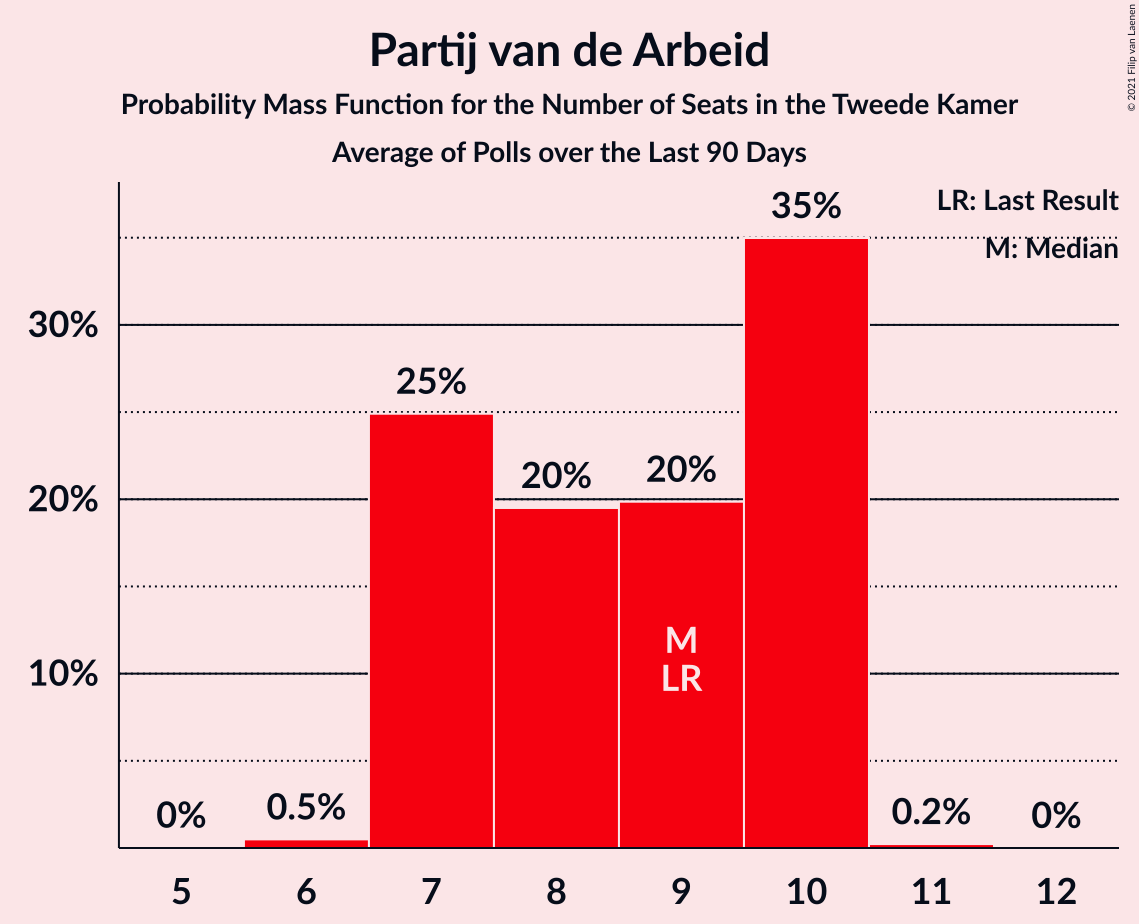 Partij van de Arbeid
Probability Mass Function for the Number of Seats in the Tweede Kamer
Average of Polls over the Last 90 Days
© 2021 Filip van Laenen
LR: Last Result
M: Median
30%
20%
10%
0%
0.5%
25%
20%
20%
35%
0.2%
0%
M
LR
5 6 7 8 9 10 11 12